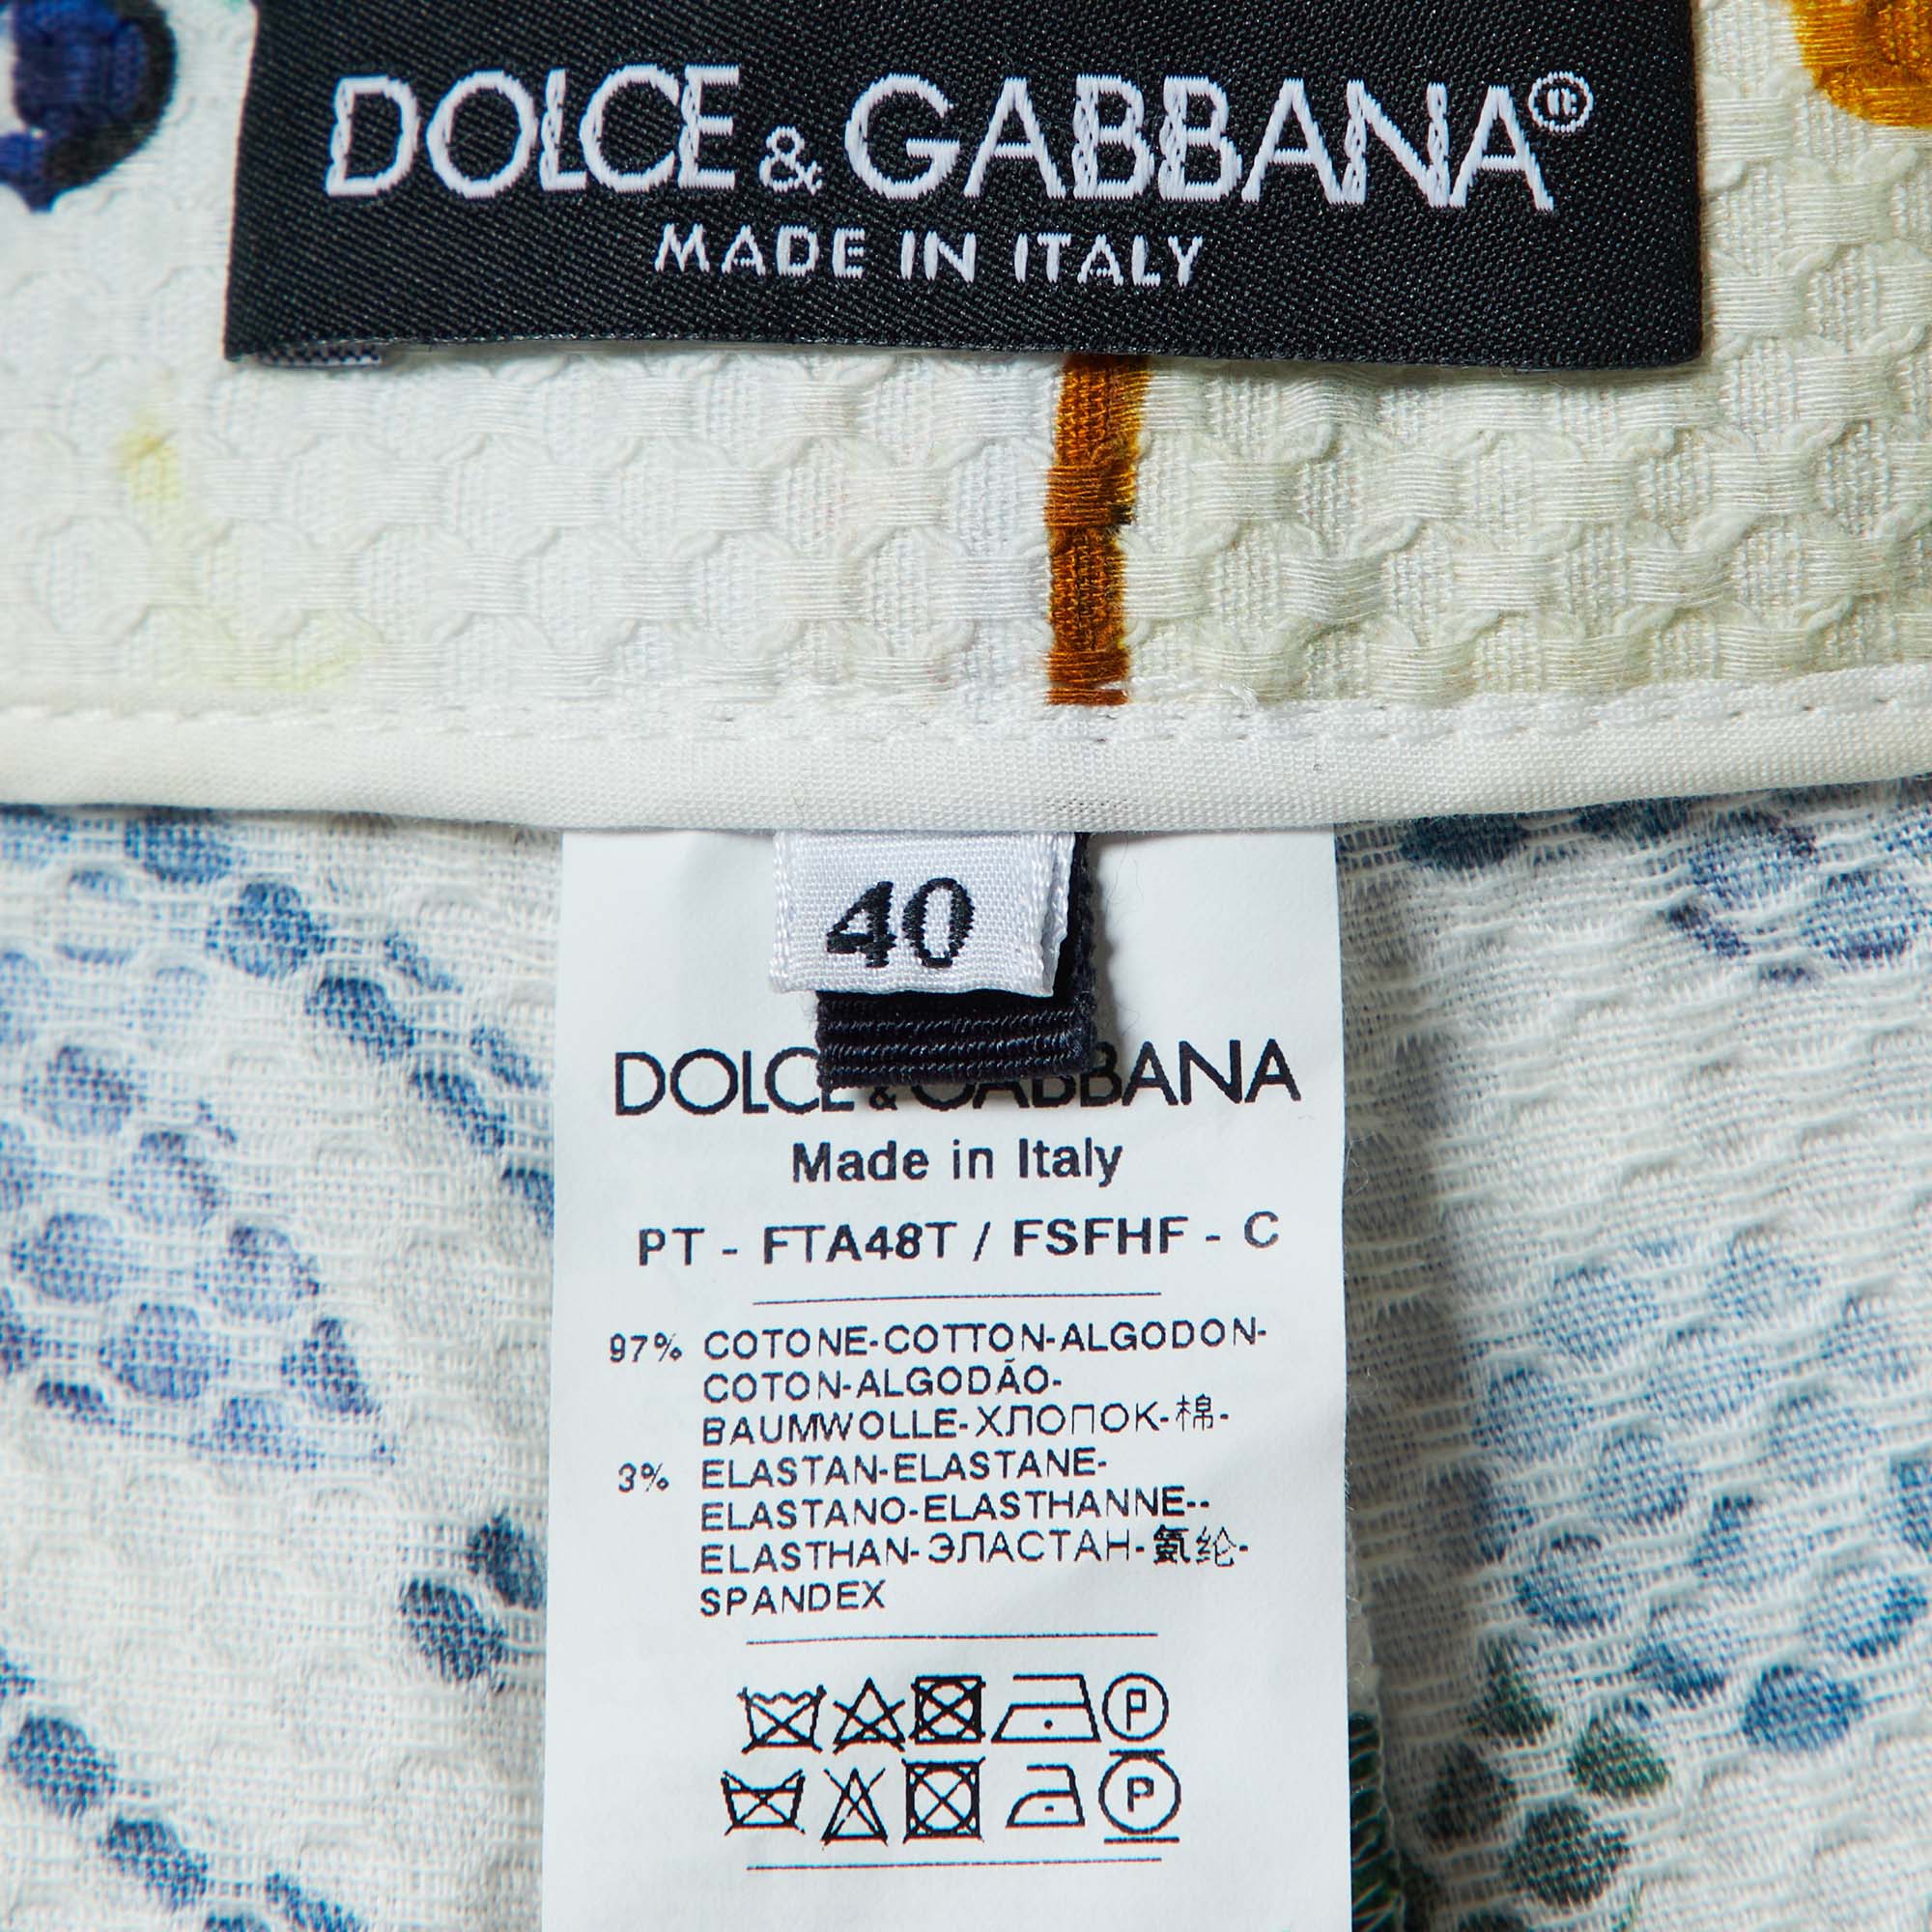 DOLCE & GABBANA®
MADE IN ITALY
40
DOLCE & GABBANA
Made in Italy
PT - FTA48T / FSFHF - C
97% COTONE-COTTON-ALGODON-
COTON-ALGODÃO-
BAUMWOLLE-ХЛОПОК-棉-
3% ELASTAN-ELASTANE-
ELASTANO-ELASTHANNE--
ELASTHAN-ЭЛАСТАН-氨纶-
SPANDEX
P
P